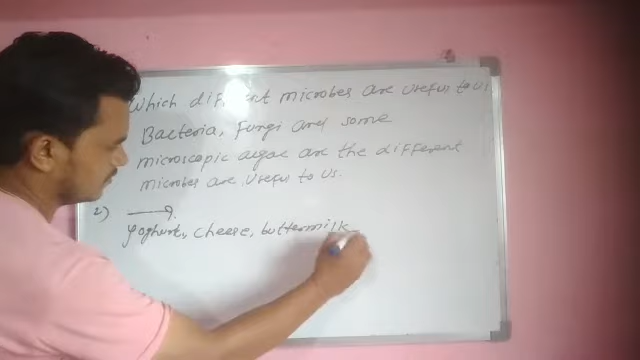 Which different microbes are useful to us
Bacteria, Fungi and some
microscopic algae are the different
microbes are useful to us.
2) →
Yoghurt, cheese, buttermilk